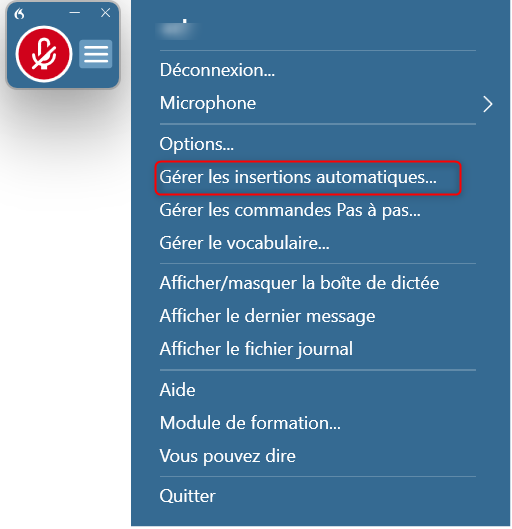 Déconnexion...
Microphone
Options...
Gérer les insertions automatiques...
Gérer les commandes Pas à pas...
Gérer le vocabulaire...
Afficher/masquer la boîte de dictée
Afficher le dernier message
Afficher le fichier journal
Aide
Module de formation...
Vous pouvez dire
Quitter